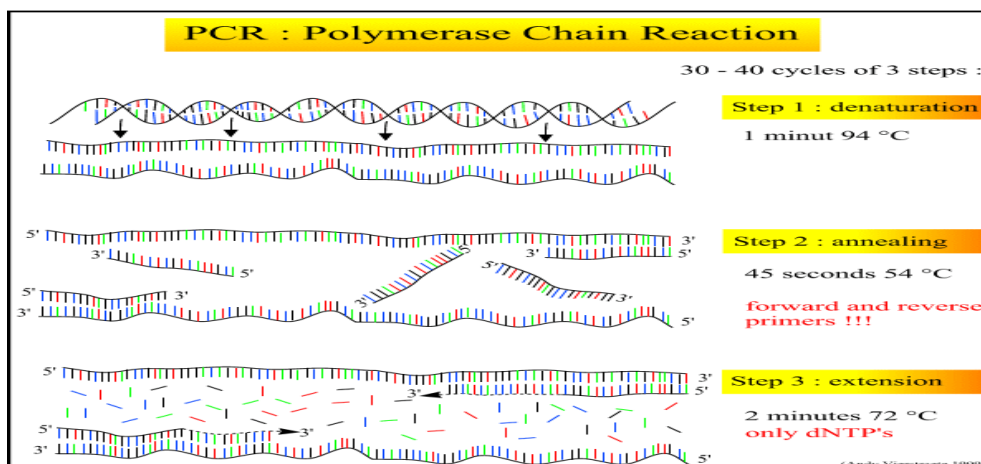 PCR : Polymerase Chain Reaction
30 - 40 cycles of 3 steps :
Step 1 : denaturation
1 minut 94 °C
5'
3'
Step 2 : annealing
3'
5'
5'
3'
5'
5'
45 seconds 54 °C
5'
3'
3'
3'
3'
5'
forward and reverse
primers !!!
5'
3'
Step 3 : extension
3'
5'
2 minutes 72 °C
5'
3'
only dNTP's
3'
5'